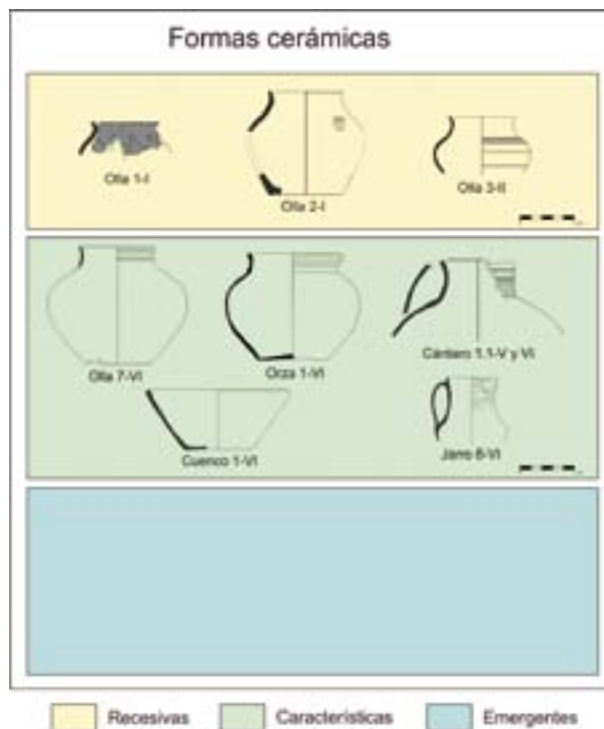 Formas cerámicas
Olla 1-I
Olla 2-I
Olla 3-II
Olla 7-VI
Orza 1-VI
Cántaro 1.1-V y VI
Cuenco 1-VI
Jarro 8-VI
Recesivas
Características
Emergentes